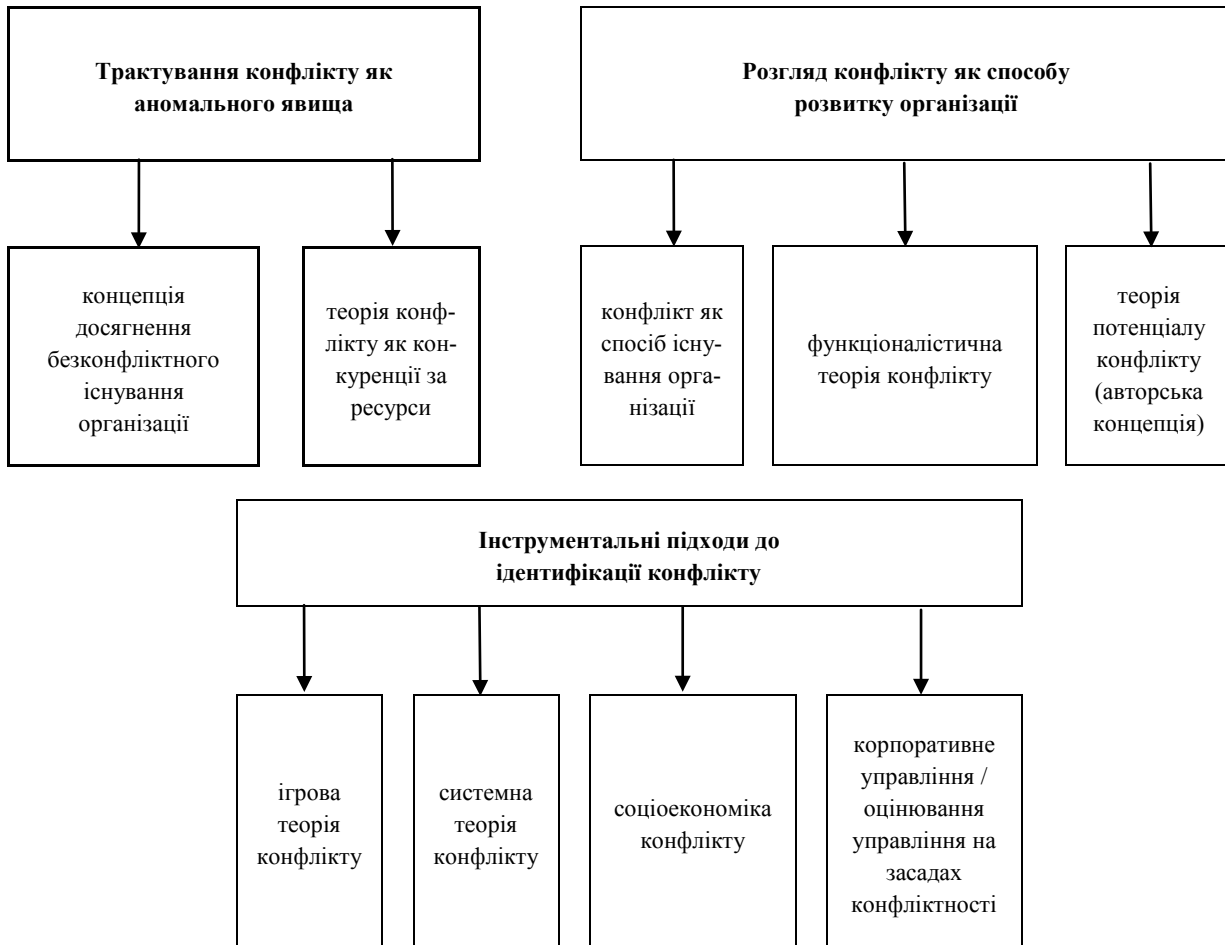 Трактування конфлікту як
аномального явища
Розгляд конфлікту як способу
розвитку організації
концепція
досягнення
безконфліктного
існування
організації
теорія конф-
лікту як кон-
куренції за
ресурси
конфлікт як
спосіб існу-
вання орга-
нізації
функціоналістична
теорія конфлікту
теорія
потенціалу
конфлікту
(авторська
концепція)
Інструментальні підходи до
ідентифікації конфлікту
ігрова
теорія
конфлікту
системна
теорія
конфлікту
соціоекономіка
конфлікту
корпоративне
управління /
оцінювання
управління на
засадах
конфліктності